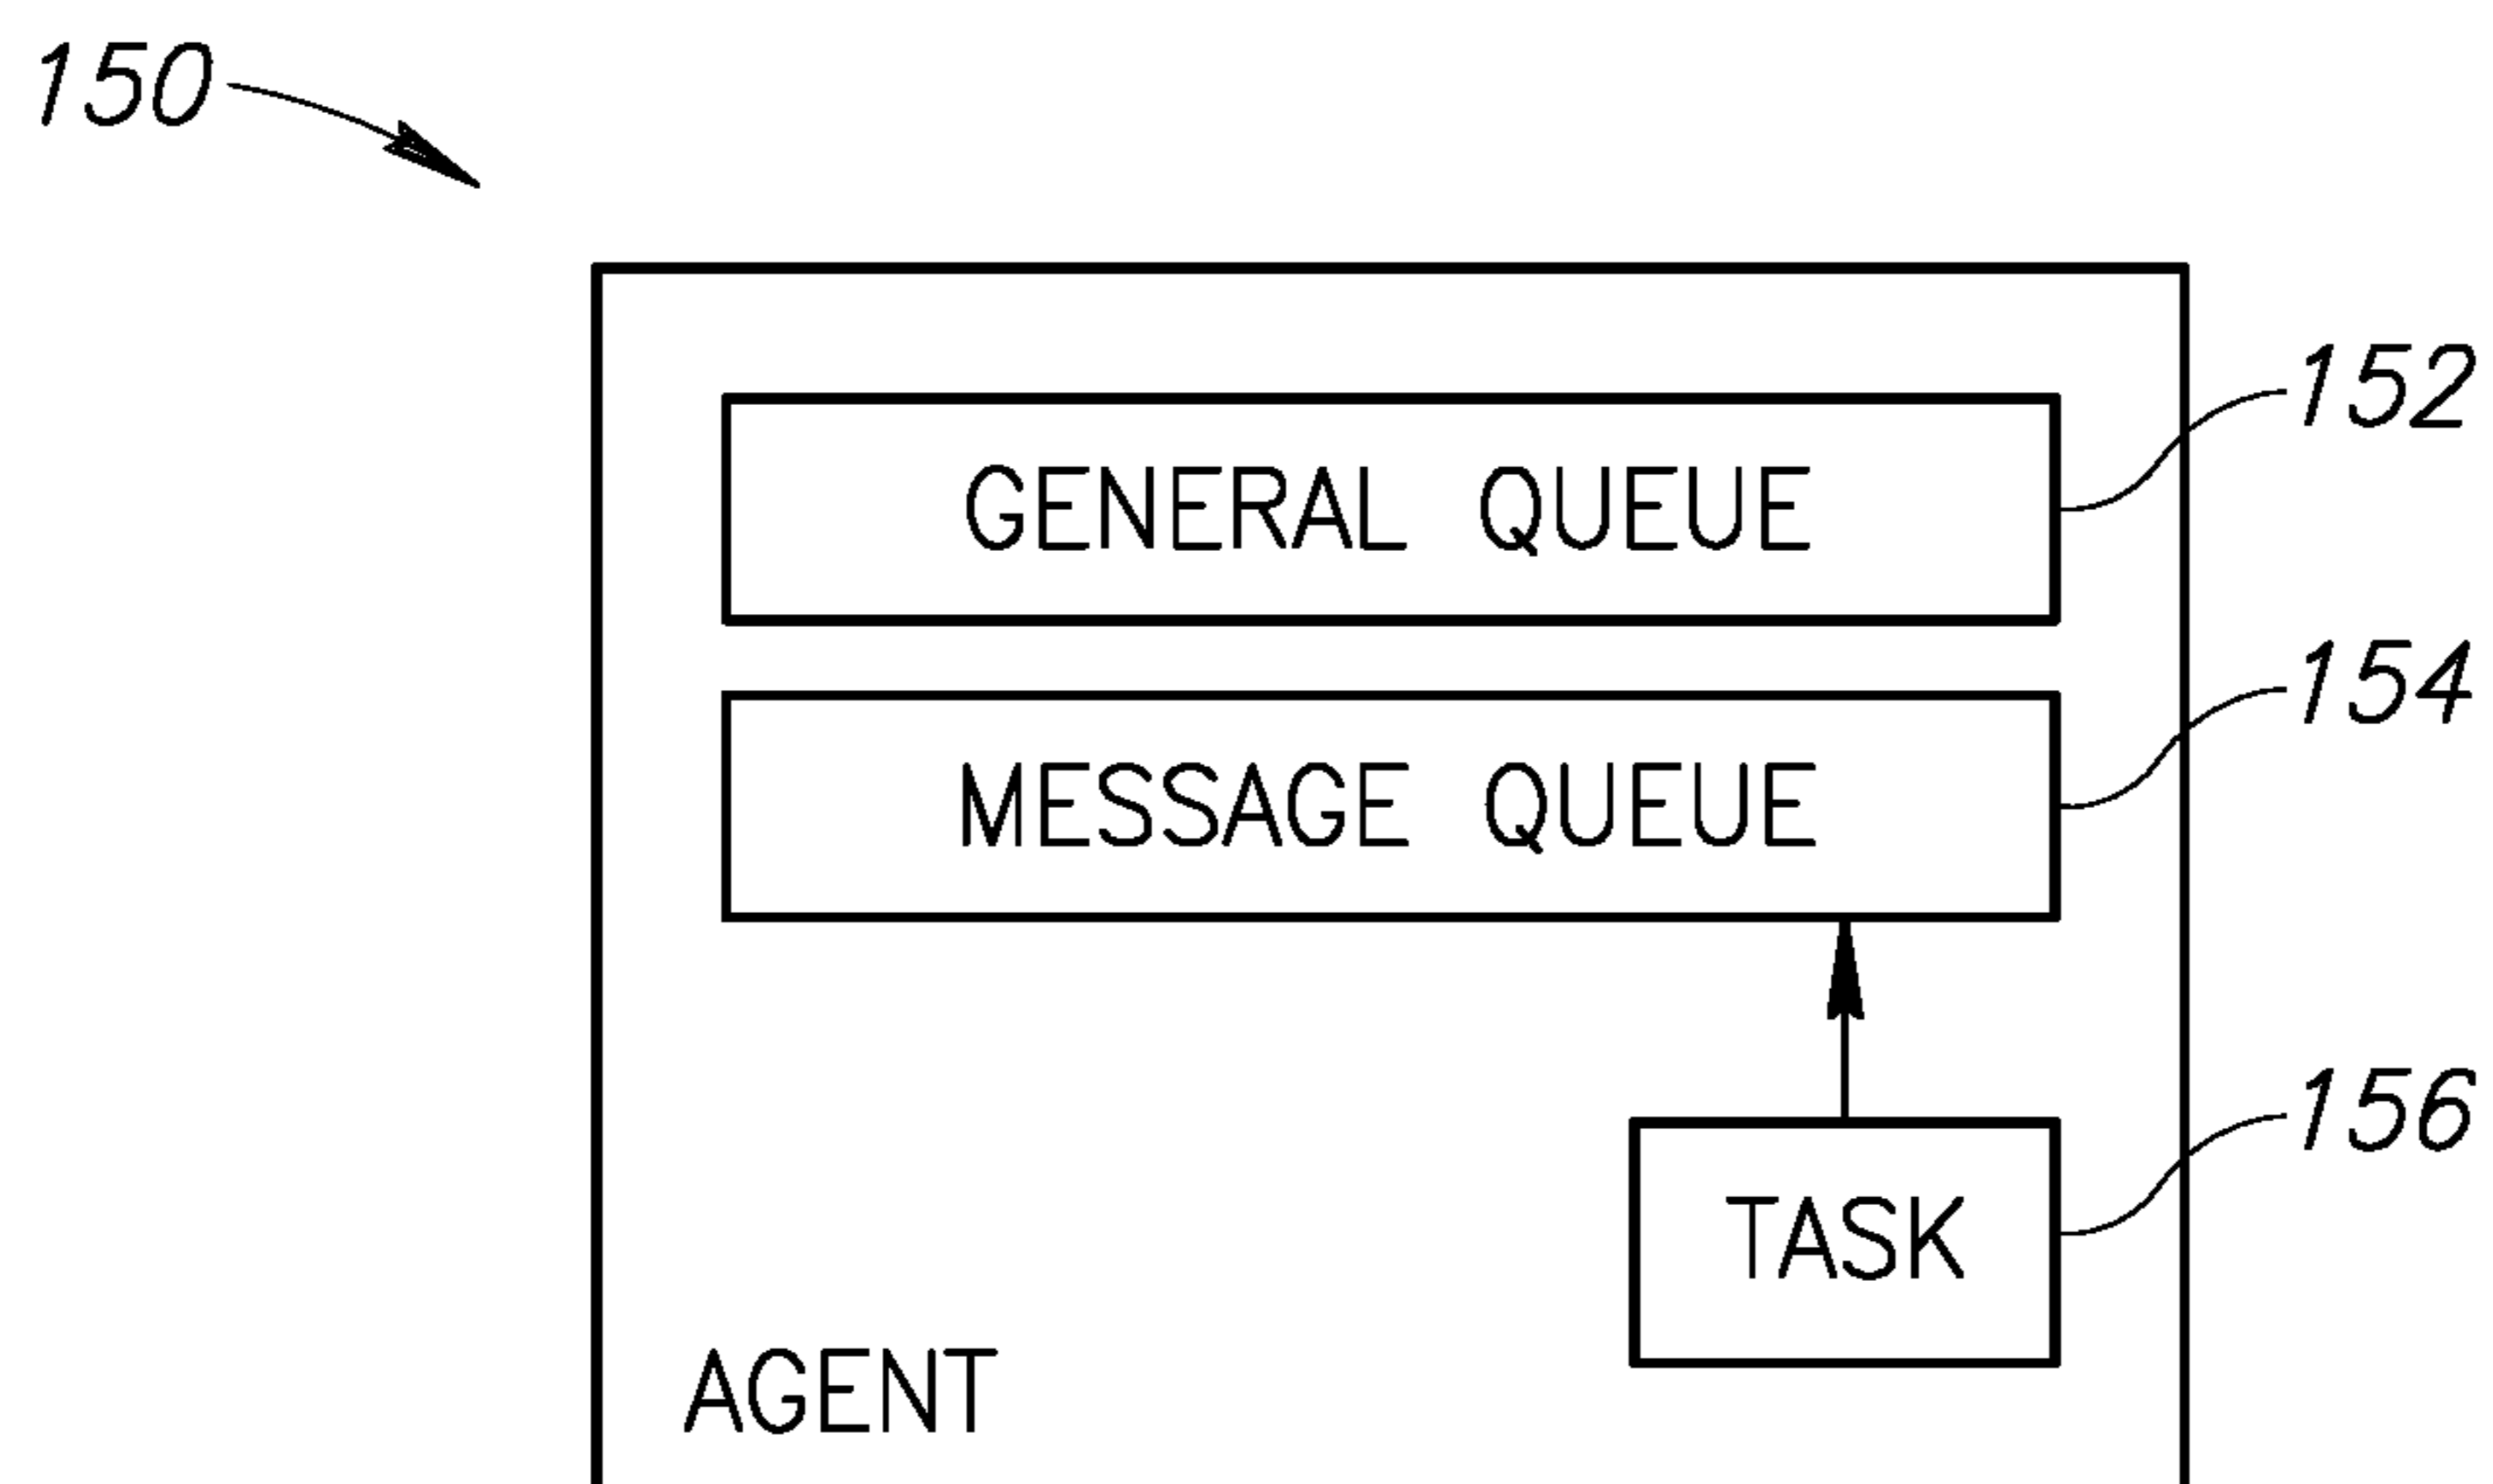 150
152
GENERAL QUEUE
154
MESSAGE QUEUE
156
TASK
AGENT